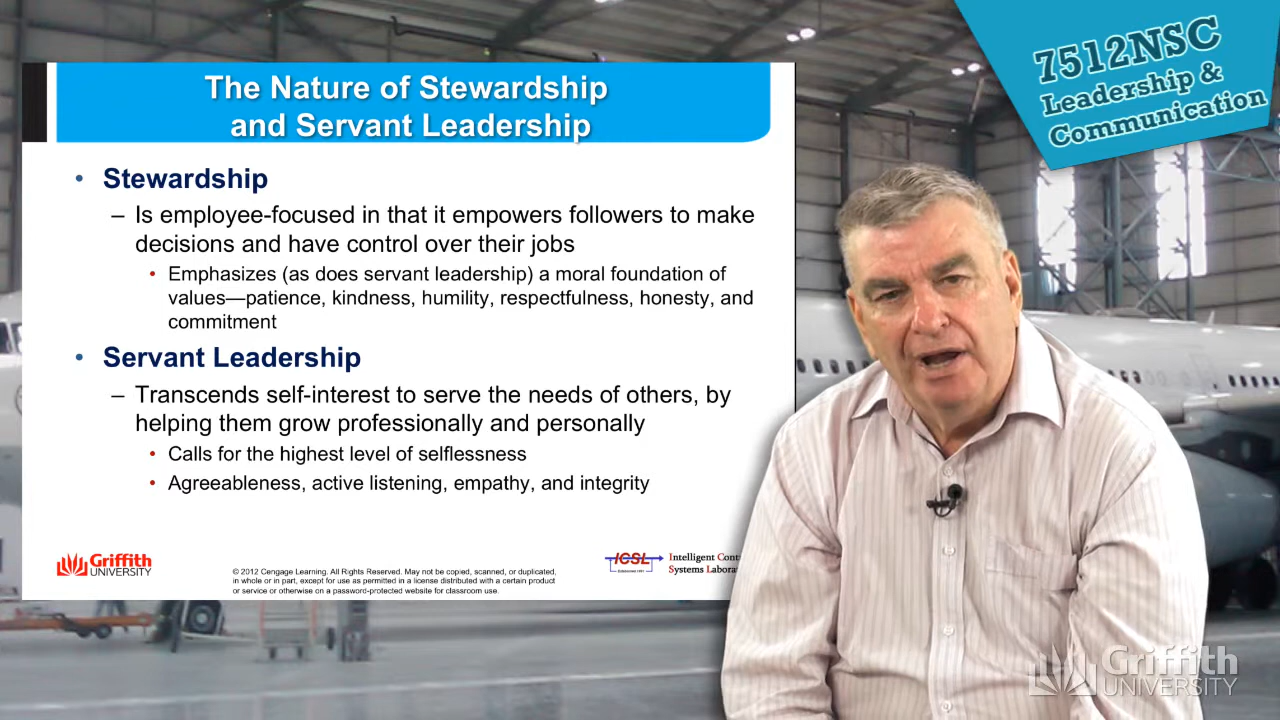 The Nature of Stewardship
and Servant Leadership
• Stewardship
– Is employee-focused in that it empowers followers to make
decisions and have control over their jobs
• Emphasizes (as does servant leadership) a moral foundation of
values—patience, kindness, humility, respectfulness, honesty, and
commitment
• Servant Leadership
– Transcends self-interest to serve the needs of others, by
helping them grow professionally and personally
• Calls for the highest level of selflessness
• Agreeableness, active listening, empathy, and integrity
Griffith
UNIVERSITY
© 2012 Cengage Learning. All Rights Reserved. May not be copied, scanned, or duplicated,
in whole or in part, except for use as permitted in a license distributed with a certain product
or service or otherwise on a password-protected website for classroom use.
ICSL
Intelligent
Systems
7512NSC
Leadership &
Communication
Griffith
UNIVERSITY